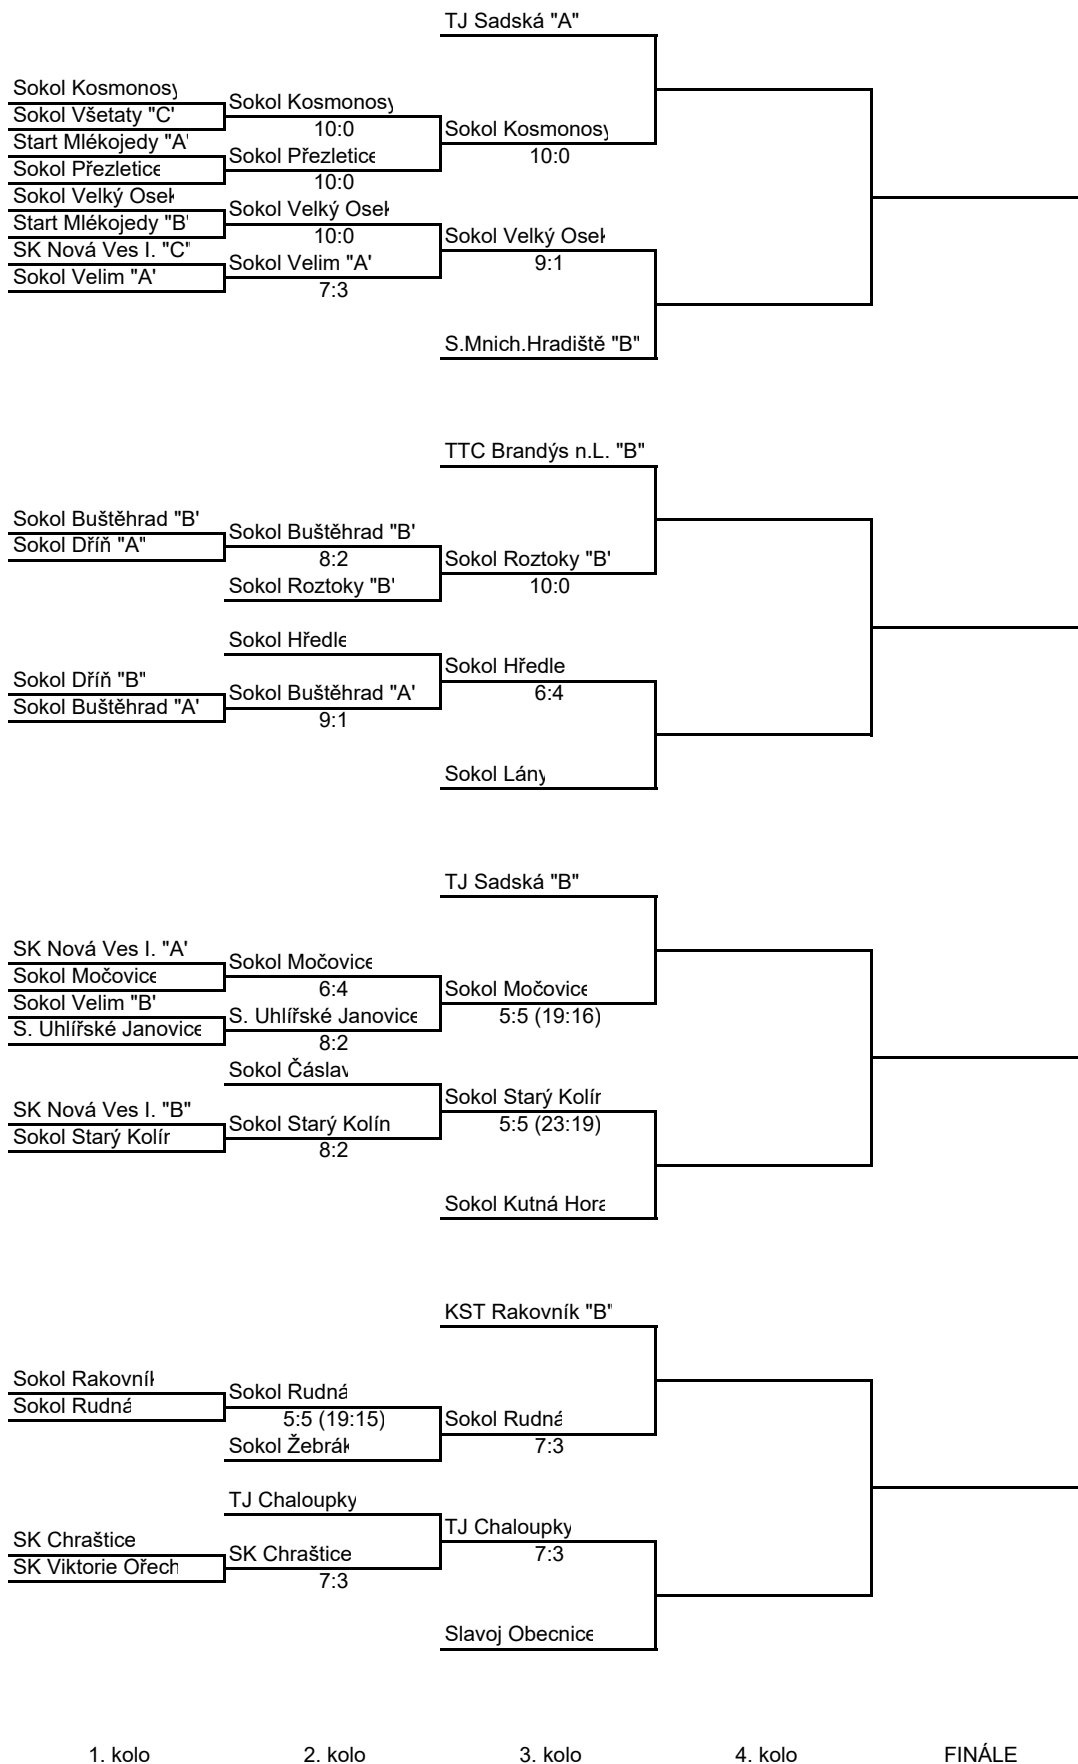 TJ Sadská "A"
Sokol Kosmonosy
Sokol Kosmonosy
Sokol Všetaty "C"
10:0
Sokol Kosmonosy
Start Mlékojedy "A"
Sokol Přezletice
10:0
Sokol Přezletice
10:0
Sokol Velký Osek
Sokol Velký Osek
Start Mlékojedy "B"
10:0
Sokol Velký Osek
SK Nová Ves I. "C"
Sokol Velim "A"
9:1
Sokol Velim "A"
7:3
S.Mnich.Hradiště "B"
TTC Brandýs n.L. "B"
Sokol Buštěhrad "B"
Sokol Buštěhrad "B"
Sokol Dříň "A"
8:2
Sokol Roztoky "B"
Sokol Roztoky "B"
10:0
Sokol Hředle
Sokol Hředle
Sokol Dříň "B"
Sokol Buštěhrad "A"
6:4
Sokol Buštěhrad "A"
9:1
Sokol Lány
TJ Sadská "B"
SK Nová Ves I. "A"
Sokol Močovice
Sokol Močovice
6:4
Sokol Močovice
Sokol Velim "B"
S. Uhlířské Janovice
5:5 (19:16)
S. Uhlířské Janovice
8:2
Sokol Čáslav
Sokol Starý Kolín
SK Nová Ves I. "B"
Sokol Starý Kolín
5:5 (23:19)
Sokol Starý Kolín
8:2
Sokol Kutná Hora
KST Rakovník "B"
Sokol Rakovník
Sokol Rudná
Sokol Rudná
5:5 (19:15)
Sokol Rudná
Sokol Žebrák
7:3
TJ Chaloupky
TJ Chaloupky
SK Chraštice
SK Chraštice
7:3
SK Viktorie Ořech
7:3
Slavoj Obecnice
1. kolo 2. kolo 3. kolo 4. kolo FINÁLE